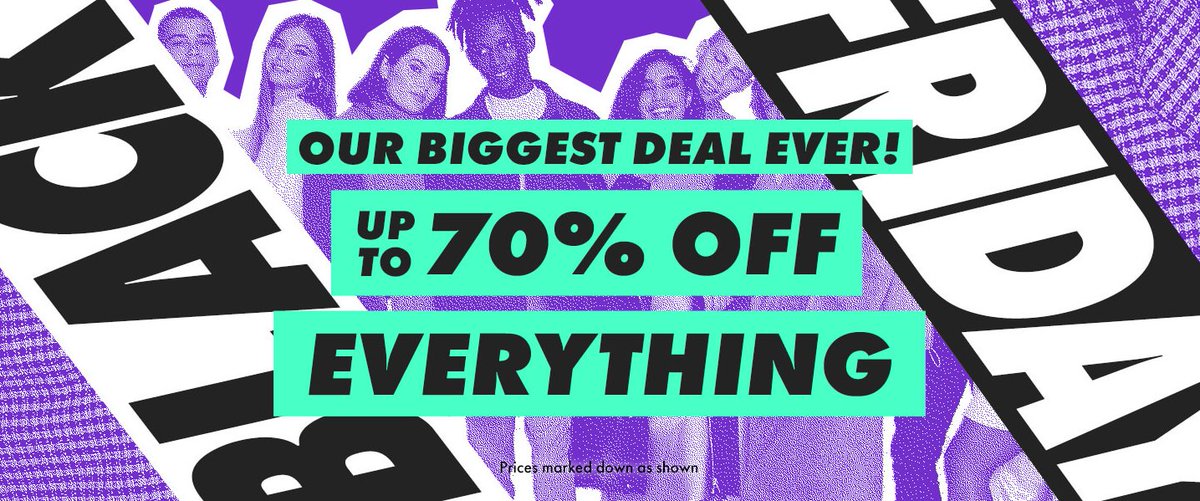 BLACK
FRIDAY
OUR BIGGEST DEAL EVER!
UP TO 70% OFF
EVERYTHING
Prices marked down as shown